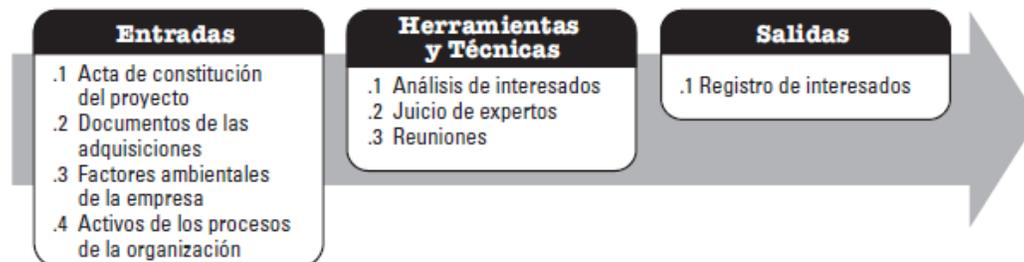 Entradas
.1 Acta de constitución
del proyecto
.2 Documentos de las
adquisiciones
.3 Factores ambientales
de la empresa
.4 Activos de los procesos
de la organización
Herramientas
y Técnicas
.1 Análisis de interesados
.2 Juicio de expertos
.3 Reuniones
Salidas
.1 Registro de interesados